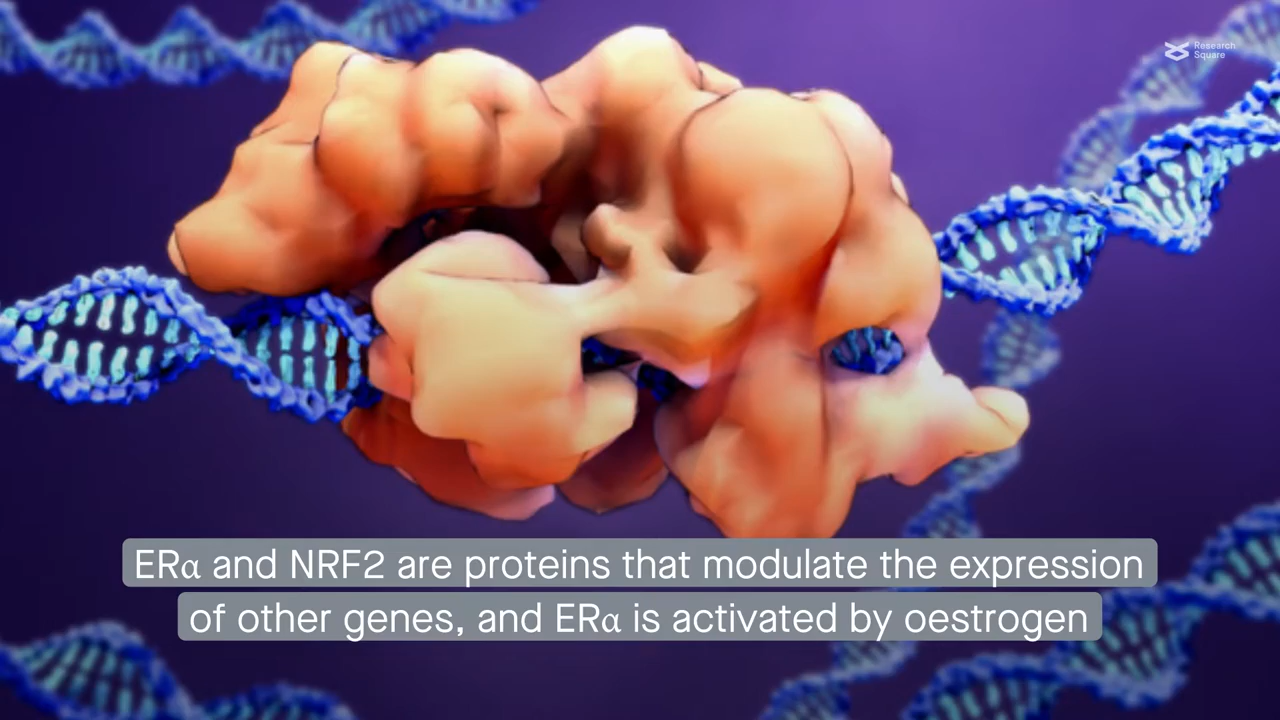 Research
Square
ERα and NRF2 are proteins that modulate the expression
of other genes, and ERα is activated by oestrogen